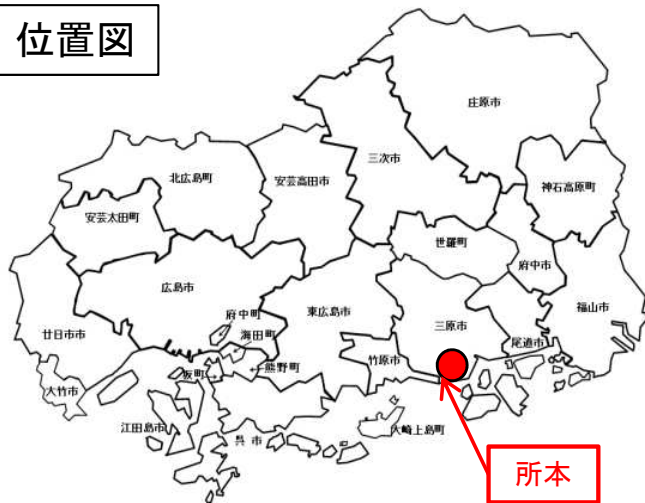 位置図
庄原市
三次市
北広島町
安芸高田市
神石高原町
安芸太田町
世羅町
府中市
広島市
福山市
府中町
東広島市
三原市
海田町
尾道市
廿日市市
竹原市
坂町
熊野町
大竹市
江田島市
呉市
大崎上島町
所本